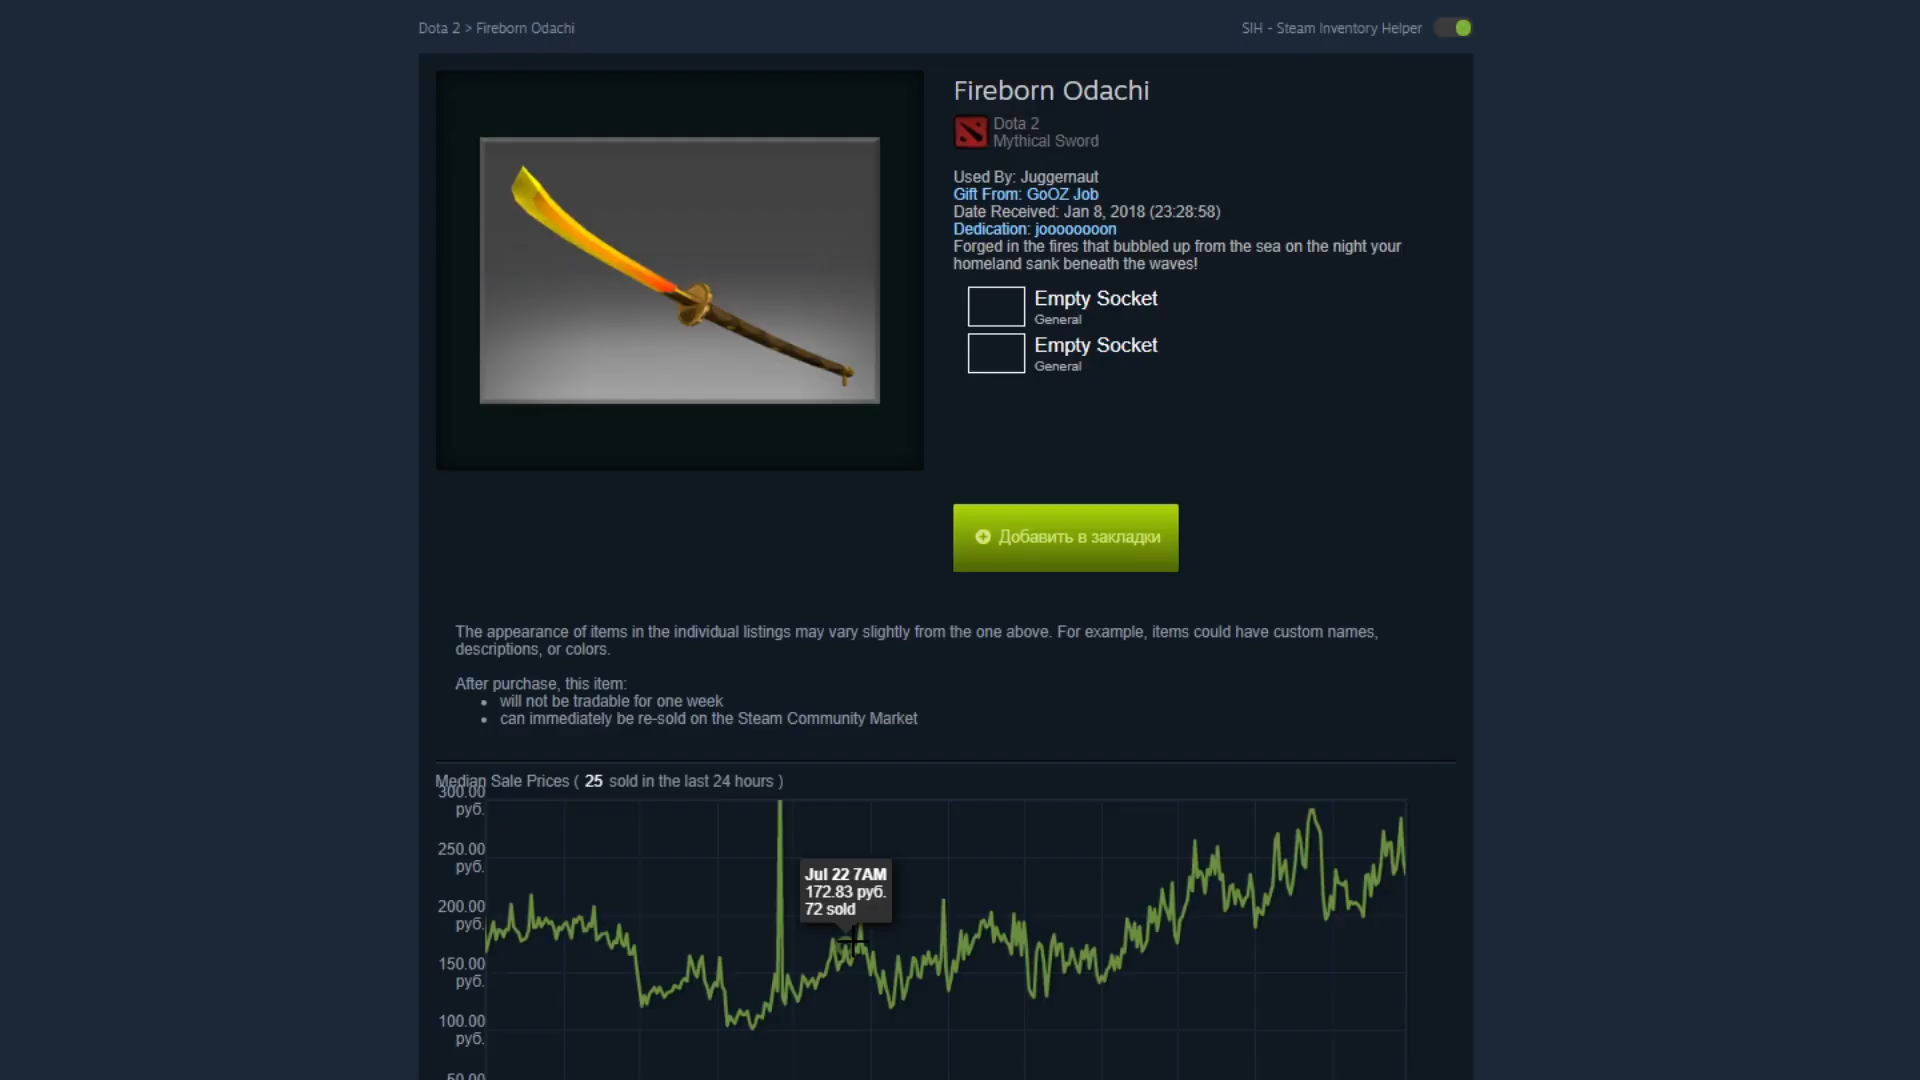 Dota 2 > Fireborn Odachi
SIH - Steam Inventory Helper
Fireborn Odachi
Dota 2
Mythical Sword
Used By: Juggernaut
Gift From: GoOZ Job
Date Received: Jan 8, 2018 (23:28:58)
Dedication: joooooooon
Forged in the fires that bubbled up from the sea on the night your
homeland sank beneath the waves!
Empty Socket
General
Empty Socket
General
Добавить в закладки
The appearance of items in the individual listings may vary slightly from the one above. For example, items could have custom names,
descriptions, or colors.
After purchase, this item:
• will not be tradable for one week
• can immediately be re-sold on the Steam Community Market
Median Sale Prices ( 25 sold in the last 24 hours )
300.00
руб.
250.00
руб.
200.00
руб.
150.00
руб.
100.00
руб.
50.00
Jul 22 7AM
172.83 руб.
72 sold